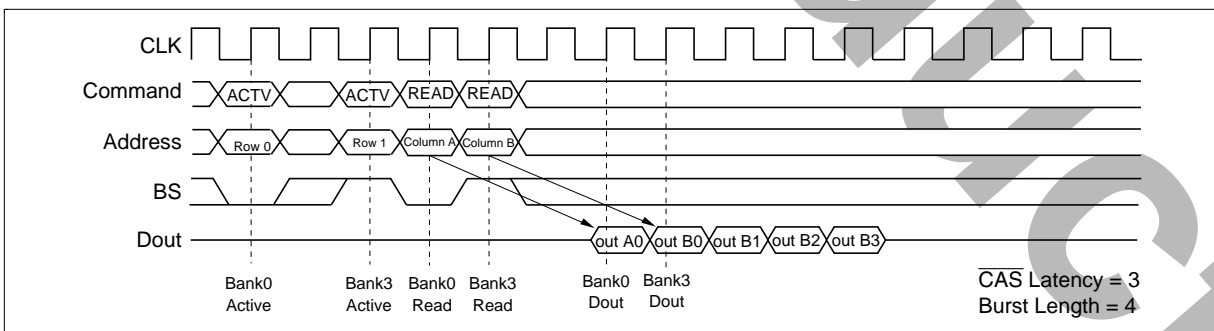 CLK
Command ACTV ACTV READ READ
Address Row 0 Row 1 Column A Column B
BS
Dout out A0 out B0 out B1 out B2 out B3
Bank0 Active
Bank3 Active
Bank0 Read
Bank3 Read
Bank0 Dout
Bank3 Dout
CAS Latency = 3
Burst Length = 4